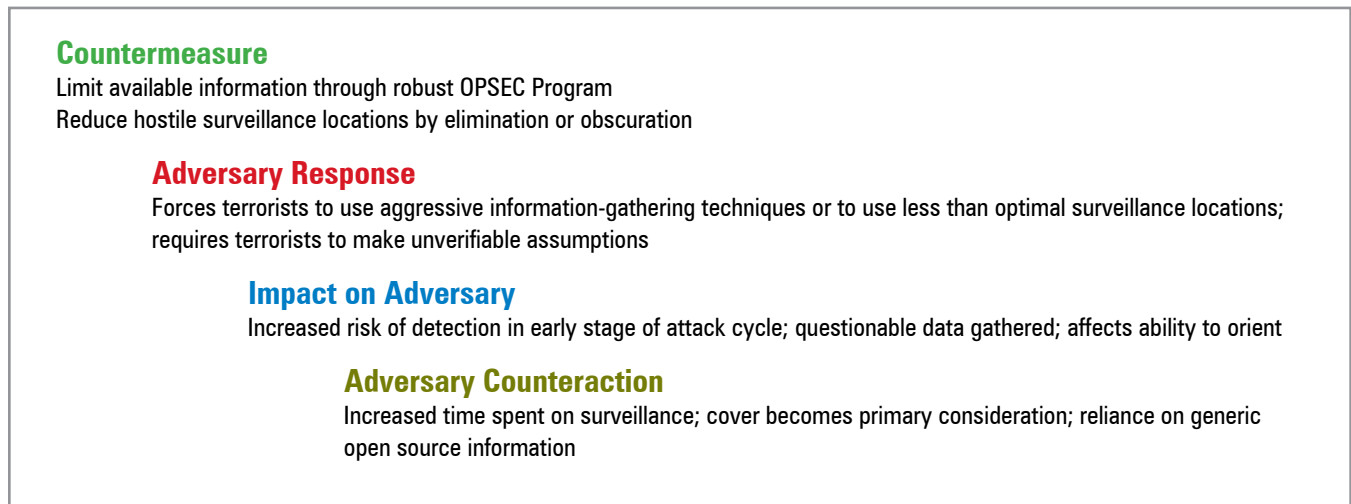 Countermeasure
Limit available information through robust OPSEC Program
Reduce hostile surveillance locations by elimination or obscuration
Adversary Response
Forces terrorists to use aggressive information-gathering techniques or to use less than optimal surveillance locations;
requires terrorists to make unverifiable assumptions
Impact on Adversary
Increased risk of detection in early stage of attack cycle; questionable data gathered; affects ability to orient
Adversary Counteraction
Increased time spent on surveillance; cover becomes primary consideration; reliance on generic
open source information